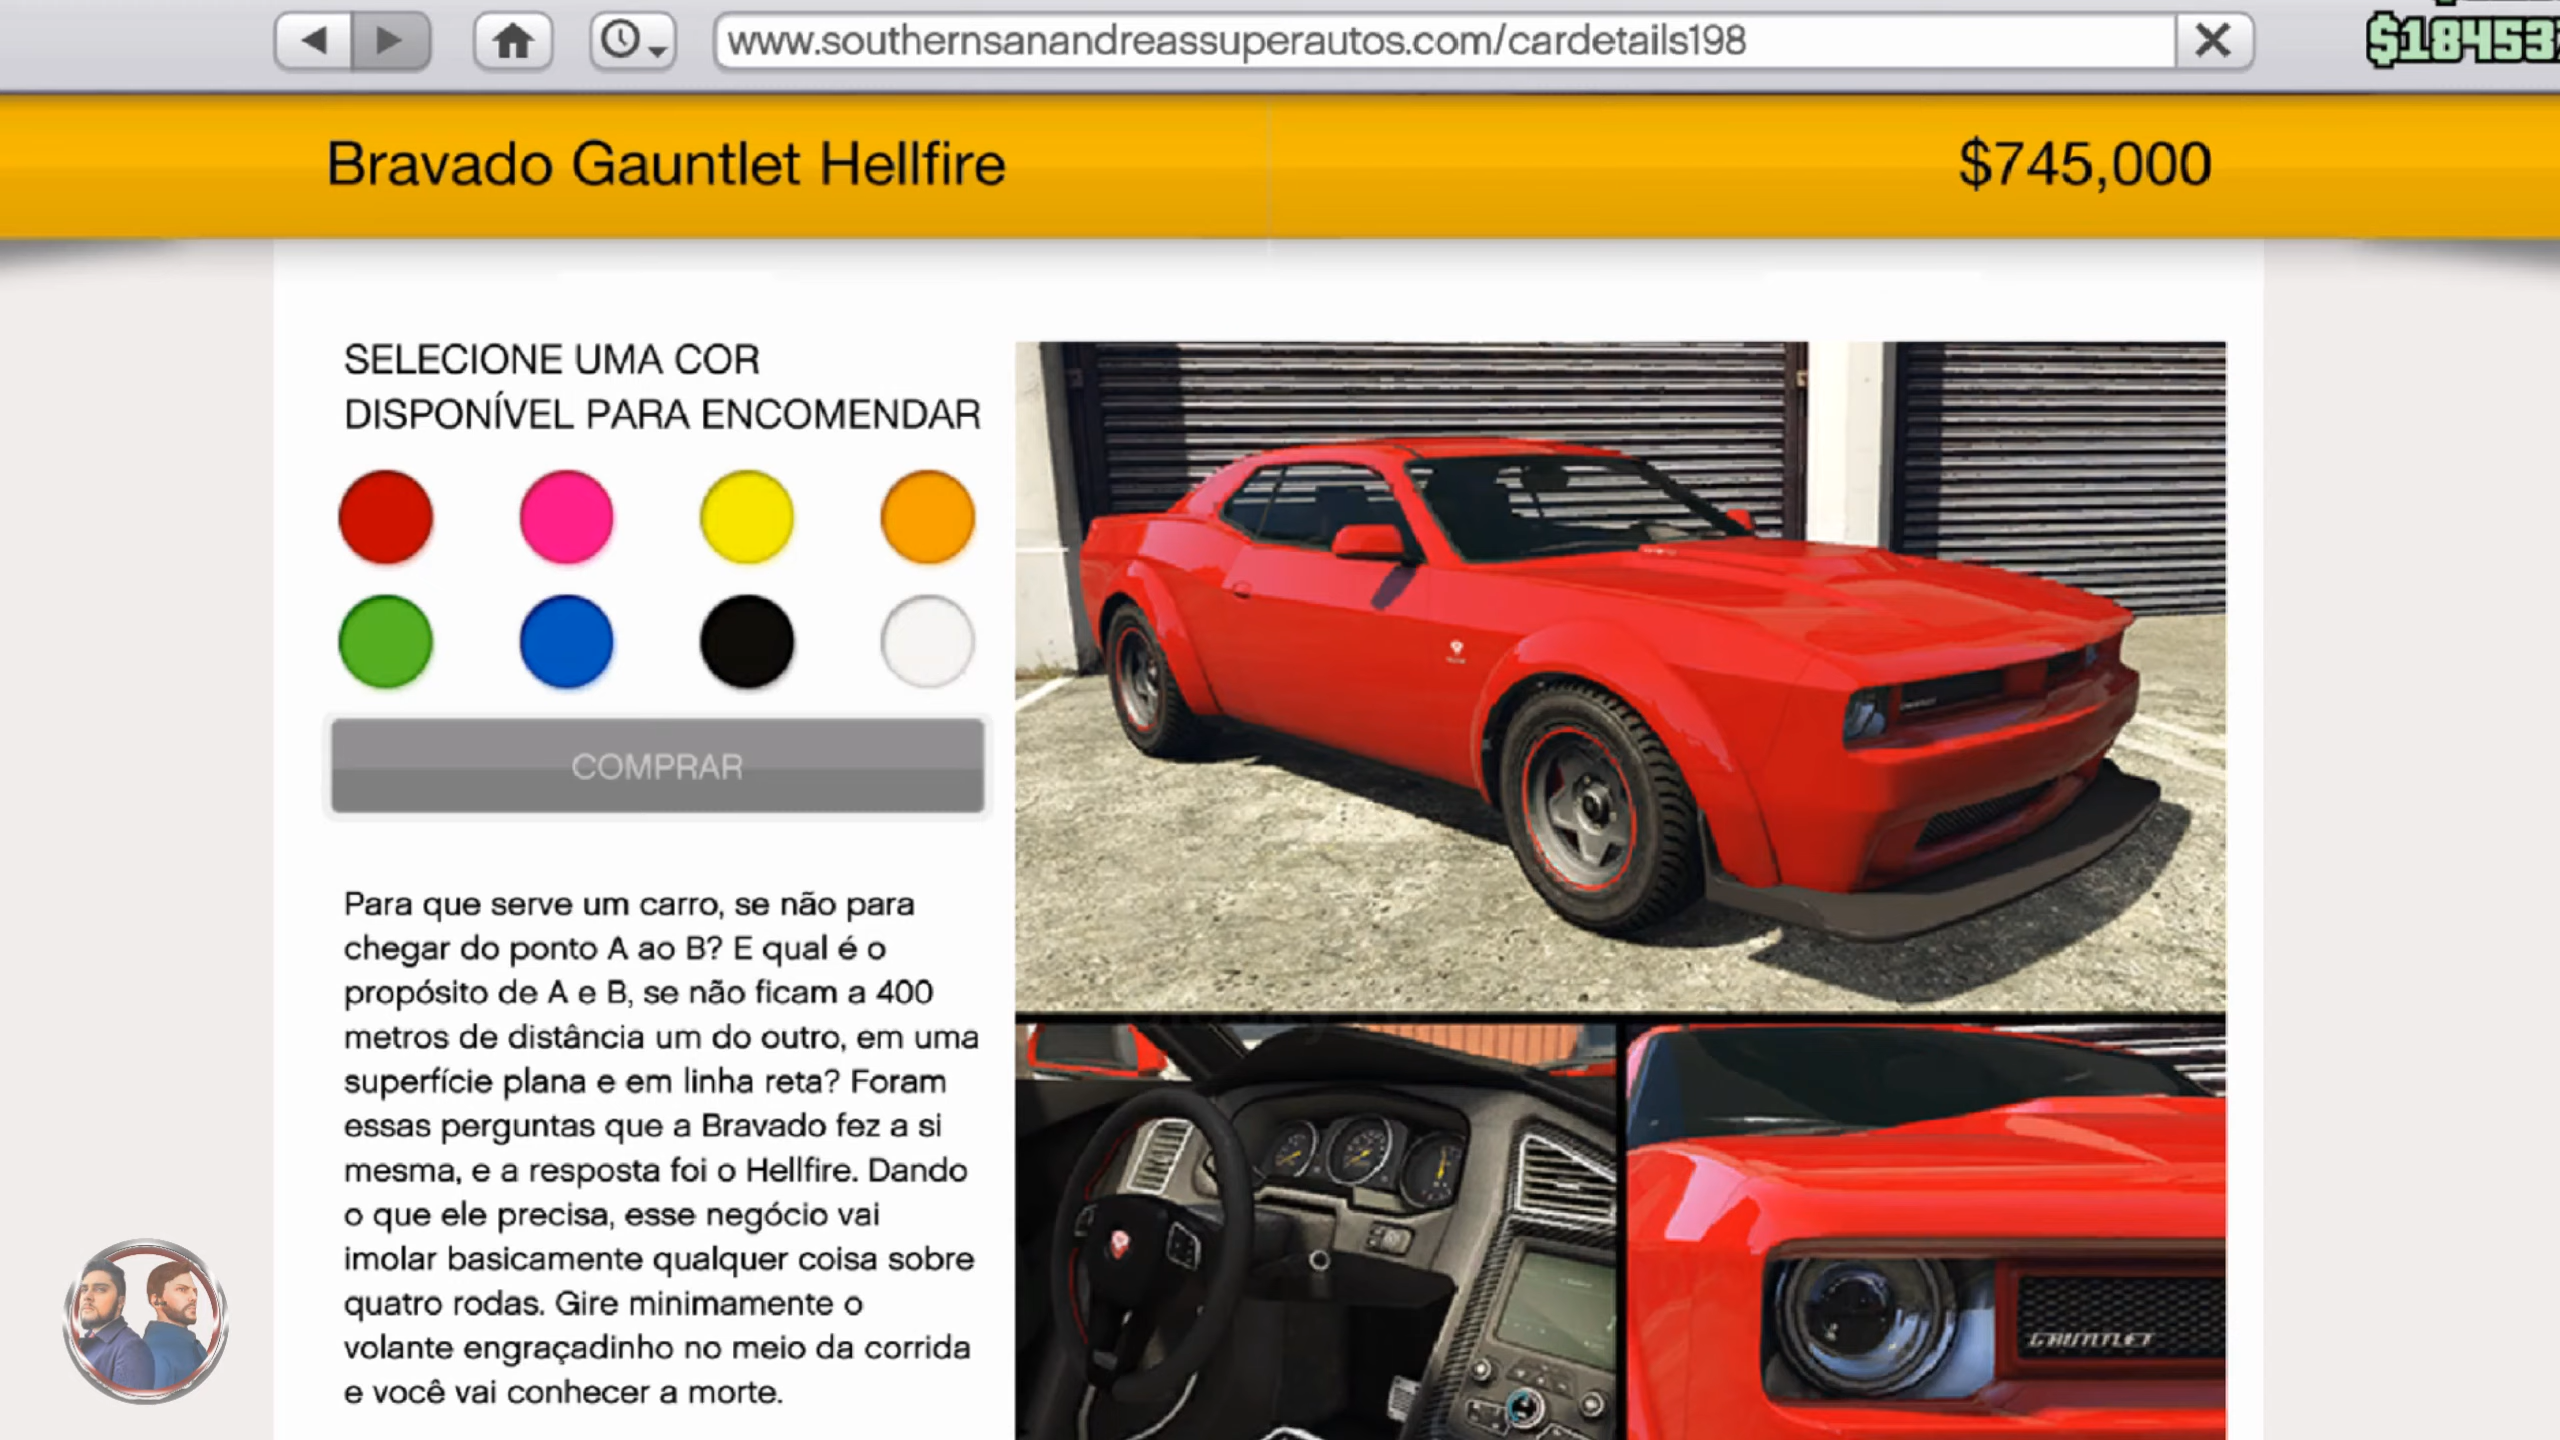 www.southernsanandreassuperautos.com/cardetails198
$18453
Bravado Gauntlet Hellfire
$745,000
SELECIONE UMA COR
DISPONÍVEL PARA ENCOMENDAR
COMPRAR
Para que serve um carro, se não para
chegar do ponto A ao B? E qual é o
propósito de A e B, se não ficam a 400
metros de distância um do outro, em uma
superfície plana e em linha reta? Foram
essas perguntas que a Bravado fez a si
mesma, e a resposta foi o Hellfire. Dando
o que ele precisa, esse negócio vai
imolar basicamente qualquer coisa sobre
quatro rodas. Gire minimamente o
volante engraçadinho no meio da corrida
e você vai conhecer a morte.
GAUNTLET